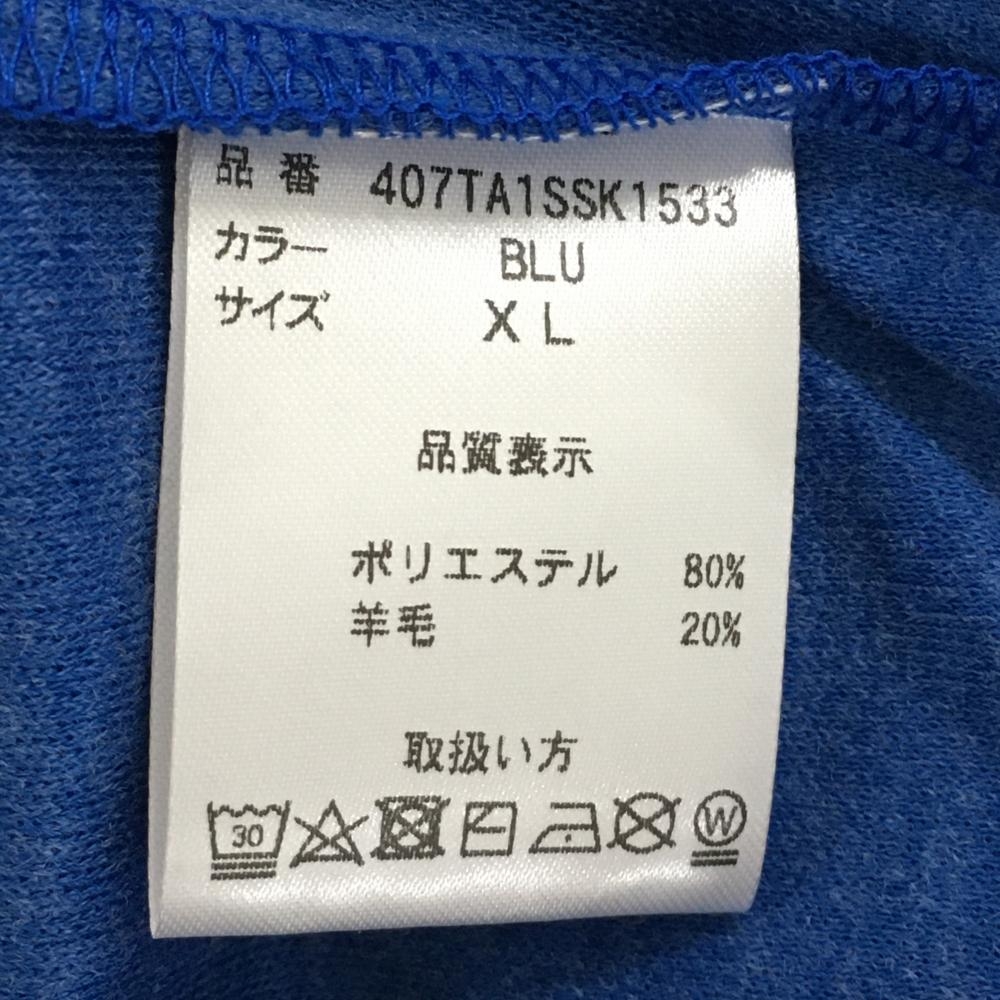 品番 407TA1SSK1533
カラー BLU
サイズ XL
品質表示
ポリエステル 80%
羊毛 20%
取扱い方
30 W